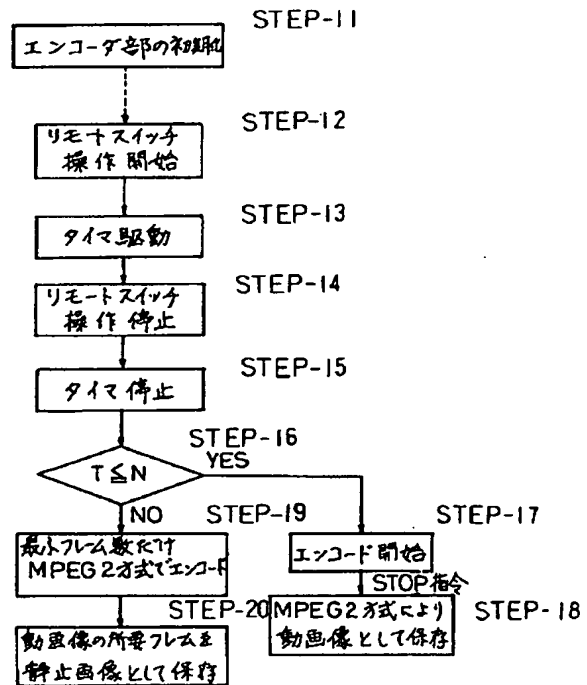 STEP-11
エンコーダ部の初期化
STEP-12
リモートスイッチ
操作開始
STEP-13
タイマ駆動
STEP-14
リモートスイッチ
操作停止
STEP-15
タイマ停止
STEP-16
T≦N
YES
NO
STEP-19
STEP-17
最小フレーム数だけ
MPEG2方式でエンコード
エンコード開始
STOP指令
STEP-20
MPEG2方式により
動画像として保存
STEP-18
動画像の所要フレームを
静止画像として保存